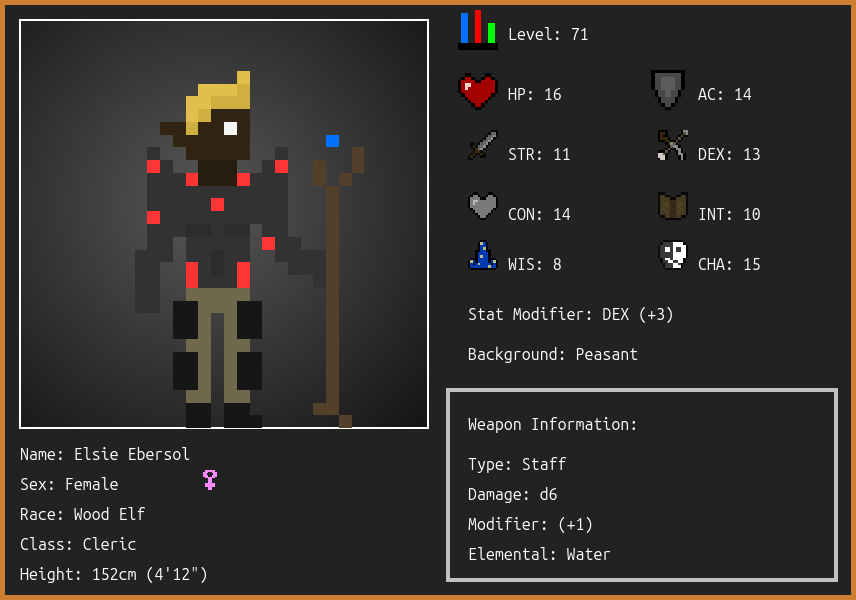 Level: 71
HP: 16
AC: 14
STR: 11
DEX: 13
CON: 14
INT: 10
WIS: 8
CHA: 15
Stat Modifier: DEX (+3)
Background: Peasant
Weapon Information:
Type: Staff
Damage: d6
Modifier: (+1)
Elemental: Water
Name: Elsie Ebersol
Sex: Female
Race: Wood Elf
Class: Cleric
Height: 152cm (4'12")